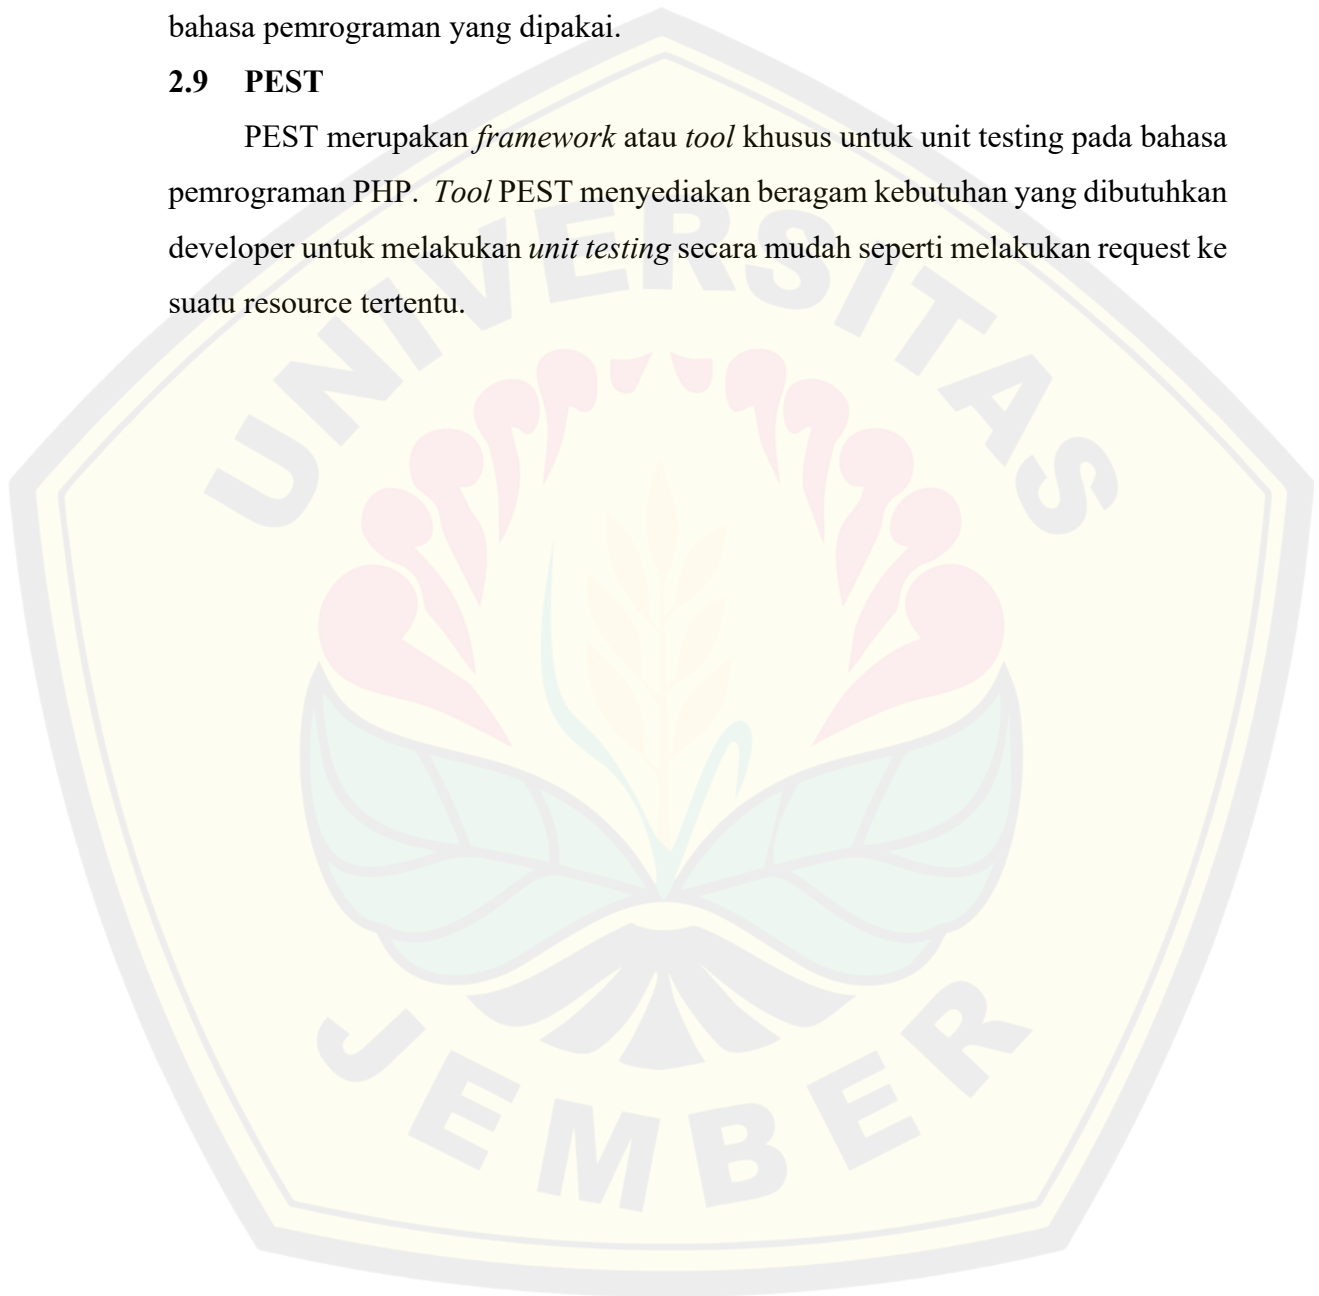 bahasa pemrograman yang dipakai.
2.9 PEST
PEST merupakan framework atau tool khusus untuk unit testing pada bahasa
pemrograman PHP. Tool PEST menyediakan beragam kebutuhan yang dibutuhkan
developer untuk melakukan unit testing secara mudah seperti melakukan request ke
suatu resource tertentu.
UNIVERSITAS
JEMBER